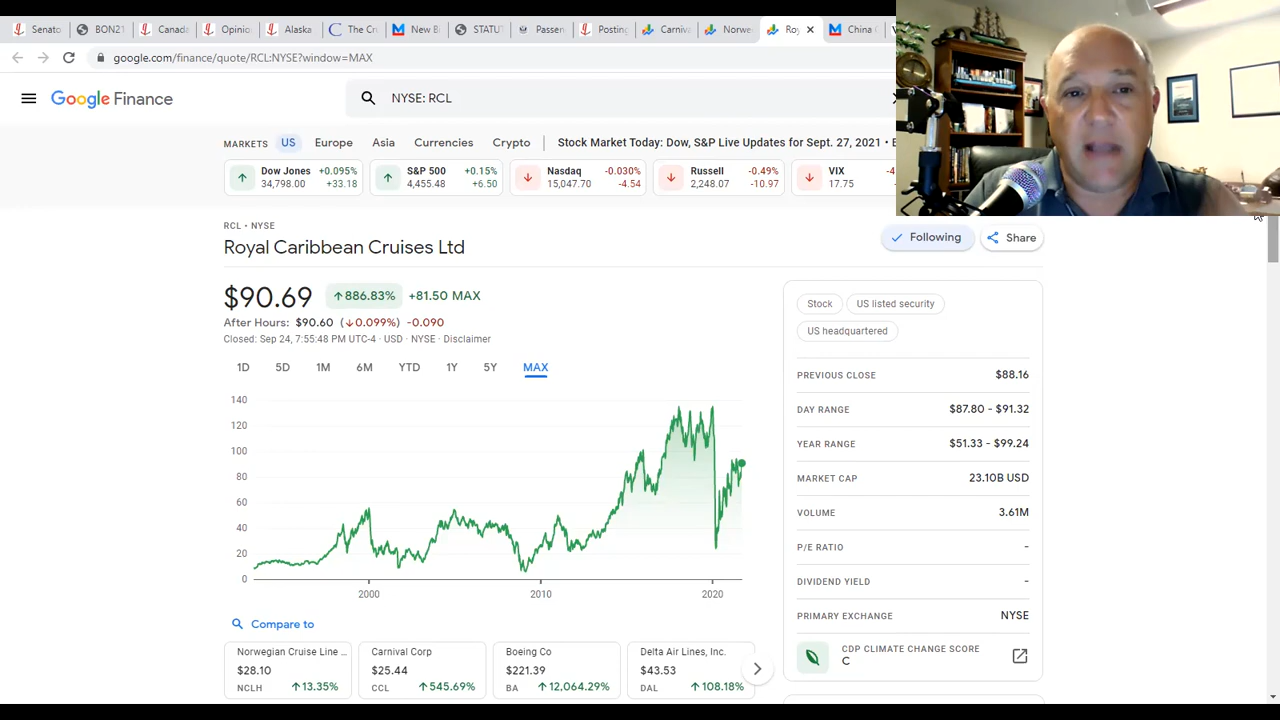 Senato
BON21
Canada
Opinio
Alaska
The Cr
New B
STATU
Passen
Posting
Carniva
Norwe
Ro
China
google.com/finance/quote/RCL:NYSE?window=MAX
Google Finance
NYSE: RCL
MARKETS US Europe Asia Currencies Crypto Stock Market Today: Dow, S&P Live Updates for Sept. 27, 2021 •
Dow Jones +0.095%
34,798.00 +33.18
S&P 500 +0.15%
4,455.48 +6.50
Nasdaq -0.030%
15,047.70 -4.54
Russell -0.49%
2,248.07 -10.97
VIX
17.75
RCL • NYSE
Royal Caribbean Cruises Ltd
Following
Share
$90.69 ↑886.83% +81.50 MAX
After Hours: $90.60 (↓0.099%) -0.090
Closed: Sep 24, 7:55:48 PM UTC-4 · USD · NYSE · Disclaimer
1D 5D 1M 6M YTD 1Y 5Y MAX
140
120
100
80
60
40
20
0
2000 2010 2020
Compare to
Norwegian Cruise Line ...
$28.10
NCLH ↑13.35%
Carnival Corp
$25.44
CCL ↑545.69%
Boeing Co
$221.39
BA ↑12,064.29%
Delta Air Lines, Inc.
$43.53
DAL ↑108.18%
Stock
US listed security
US headquartered
PREVIOUS CLOSE $88.16
DAY RANGE $87.80 - $91.32
YEAR RANGE $51.33 - $99.24
MARKET CAP 23.10B USD
VOLUME 3.61M
P/E RATIO -
DIVIDEND YIELD -
PRIMARY EXCHANGE NYSE
CDP CLIMATE CHANGE SCORE
C